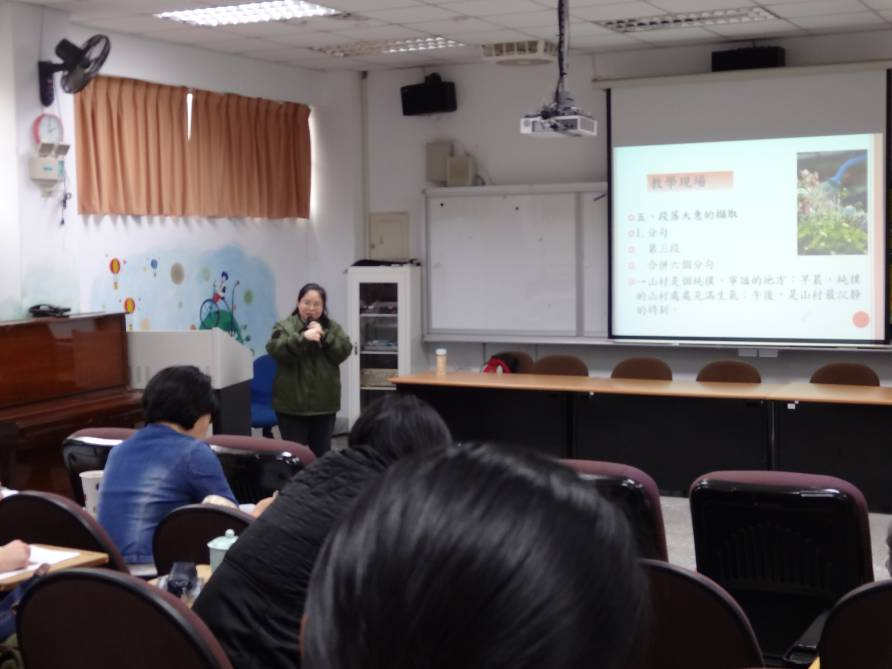 教學現場
五、段落大意的擷取
1. 分句
第三段
合併六個分句
→山村是個純樸、寧謐的地方；早晨，純樸
的山村處處充滿生氣；午後，是山村最沉靜
的時刻。